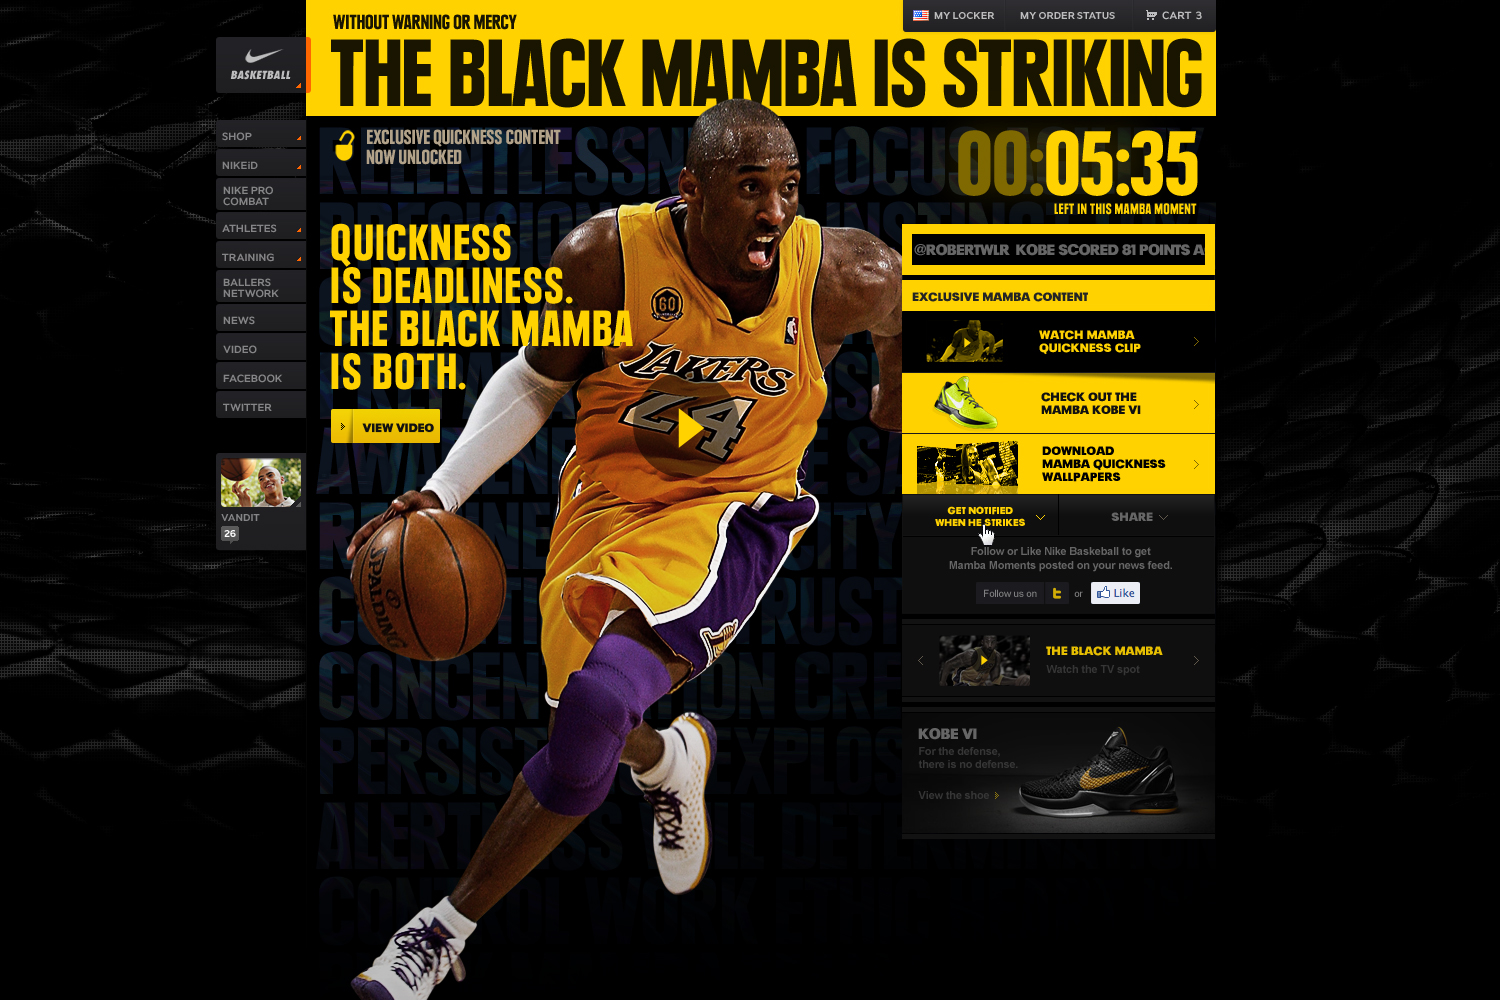 WITHOUT WARNING OR MERCY
THE BLACK MAMBA IS STRIKING
MY LOCKER
MY ORDER STATUS
CART 3
BASKETBALL
SHOP
NIKEiD
NIKE PRO
COMBAT
ATHLETES
TRAINING
BALLERS
NETWORK
NEWS
VIDEO
FACEBOOK
TWITTER
VANDIT
26
EXCLUSIVE QUICKNESS CONTENT
NOW UNLOCKED
00:05:35
LEFT IN THIS MAMBA MOMENT
QUICKNESS
IS DEADLINESS.
THE BLACK MAMBA
IS BOTH.
VIEW VIDEO
60
LAKERS
24
SPALDING
@ROBERTWLR KOBE SCORED 81 POINTS A
EXCLUSIVE MAMBA CONTENT
WATCH MAMBA
QUICKNESS CLIP
CHECK OUT THE
MAMBA KOBE VI
DOWNLOAD
MAMBA QUICKNESS
WALLPAPERS
GET NOTIFIED
WHEN HE STRIKES
SHARE
Follow or Like Nike Baskeball to get
Mamba Moments posted on your news feed.
Follow us on
t
or
Like
THE BLACK MAMBA
Watch the TV spot
KOBE VI
For the defense,
there is no defense.
View the shoe